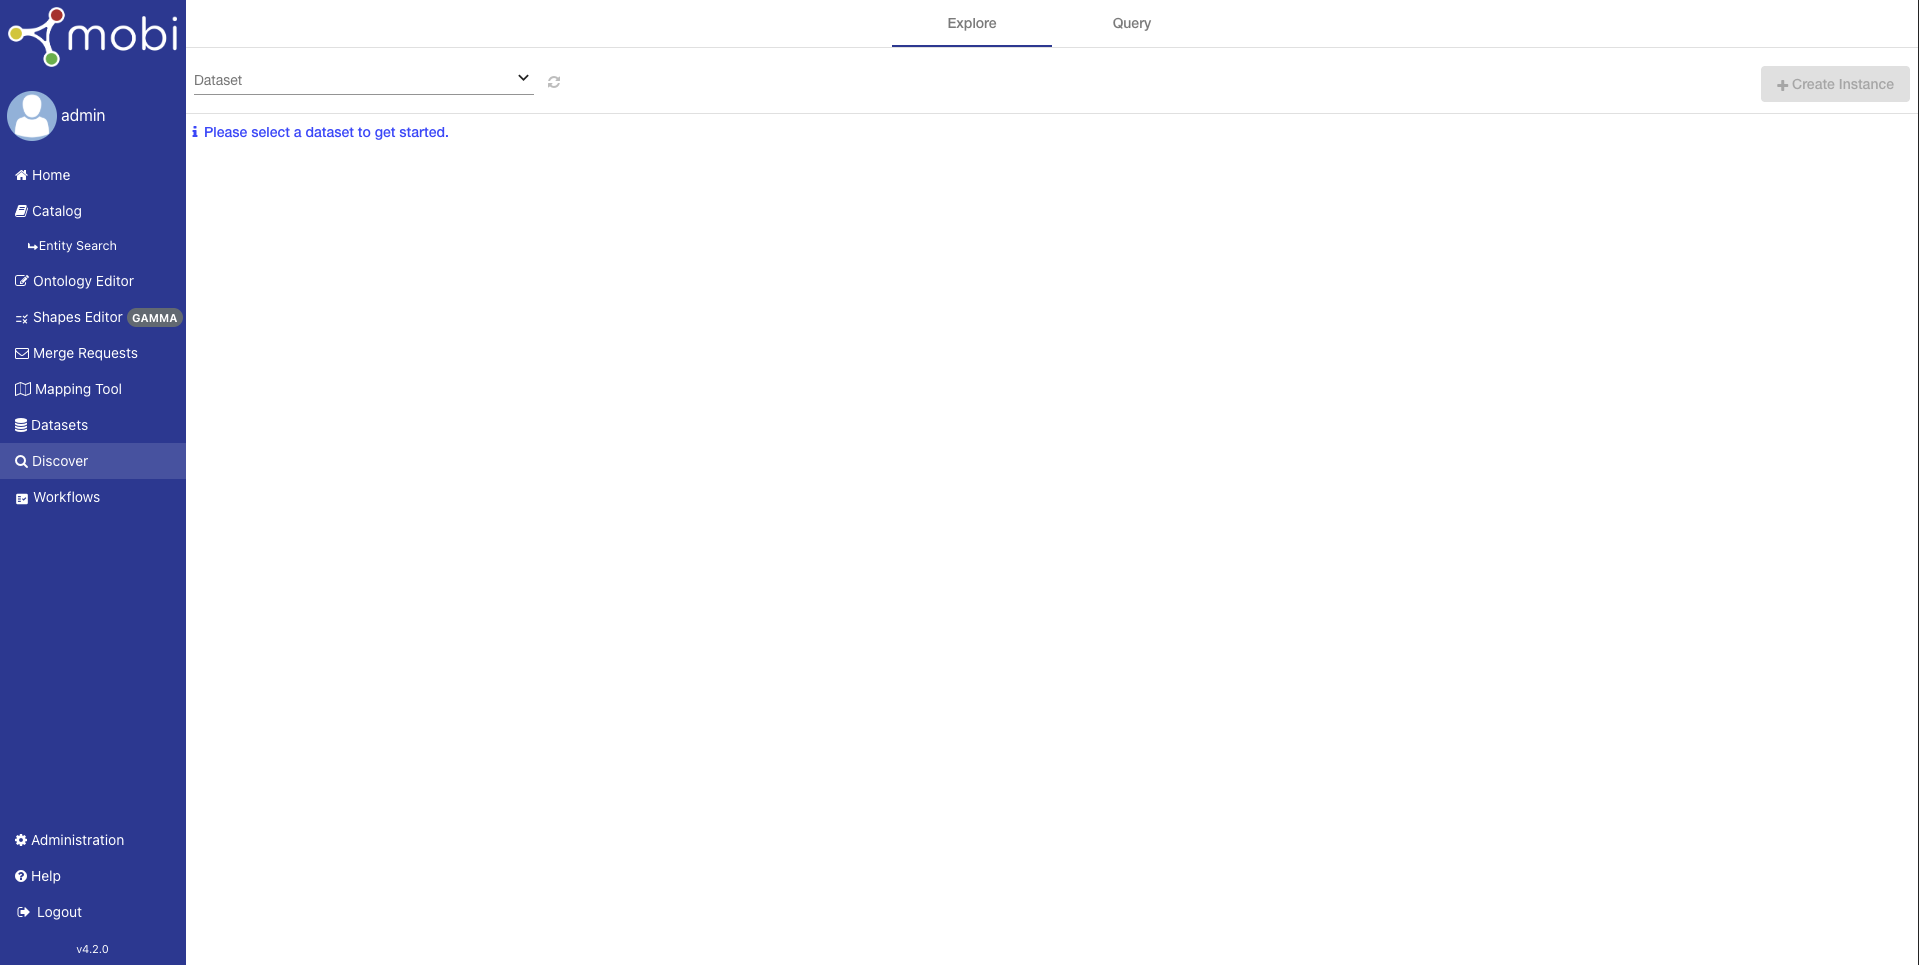 mobi
admin
Home
Catalog
Entity Search
Ontology Editor
Shapes Editor GAMMA
Merge Requests
Mapping Tool
Datasets
Discover
Workflows
Administration
Help
Logout
v4.2.0
Explore Query
Dataset
Create Instance
Please select a dataset to get started.